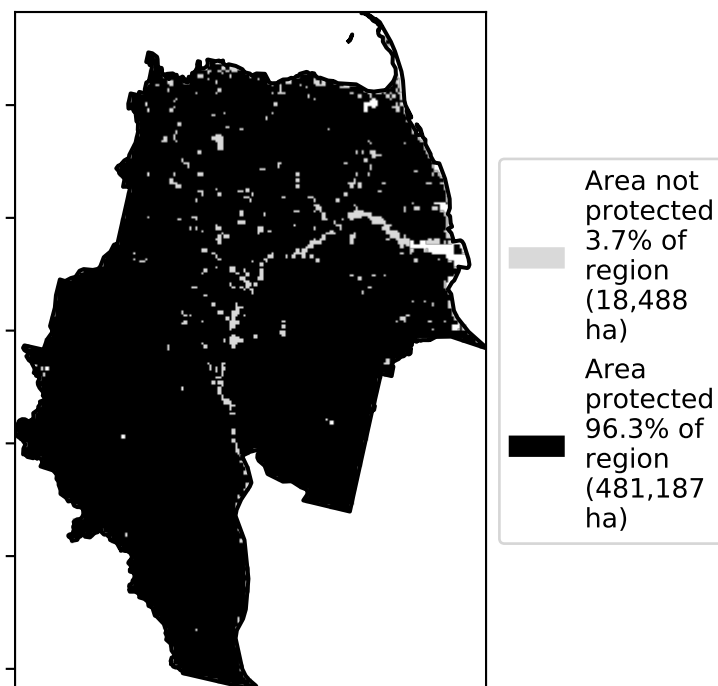 Area not
protected
3.7% of
region
(18,488
ha)
Area
protected
96.3% of
region
(481,187
ha)